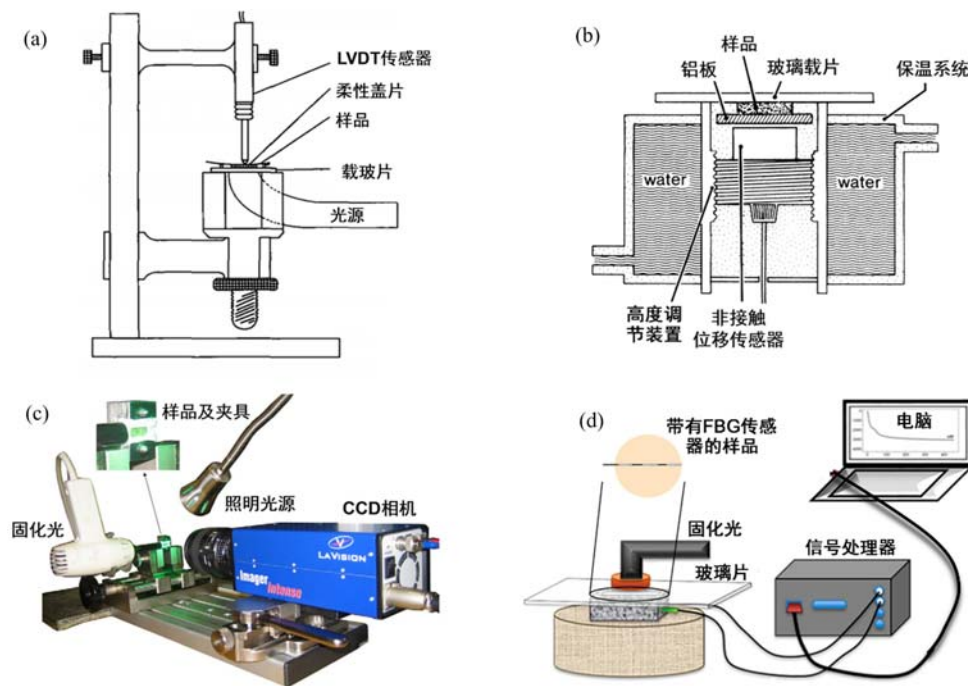 (a)
LVDT传感器
柔性盖片
样品
载玻片
光源
(b)
样品
铝板
玻璃载片
保温系统
water
water
高度调
节装置
非接触
位移传感器
(c)
样品及夹具
固化光
照明光源
CCD相机
LAVISION
Imager
intense
(d)
带有FBG传感
器的样品
电脑
固化光
玻璃片
信号处理器